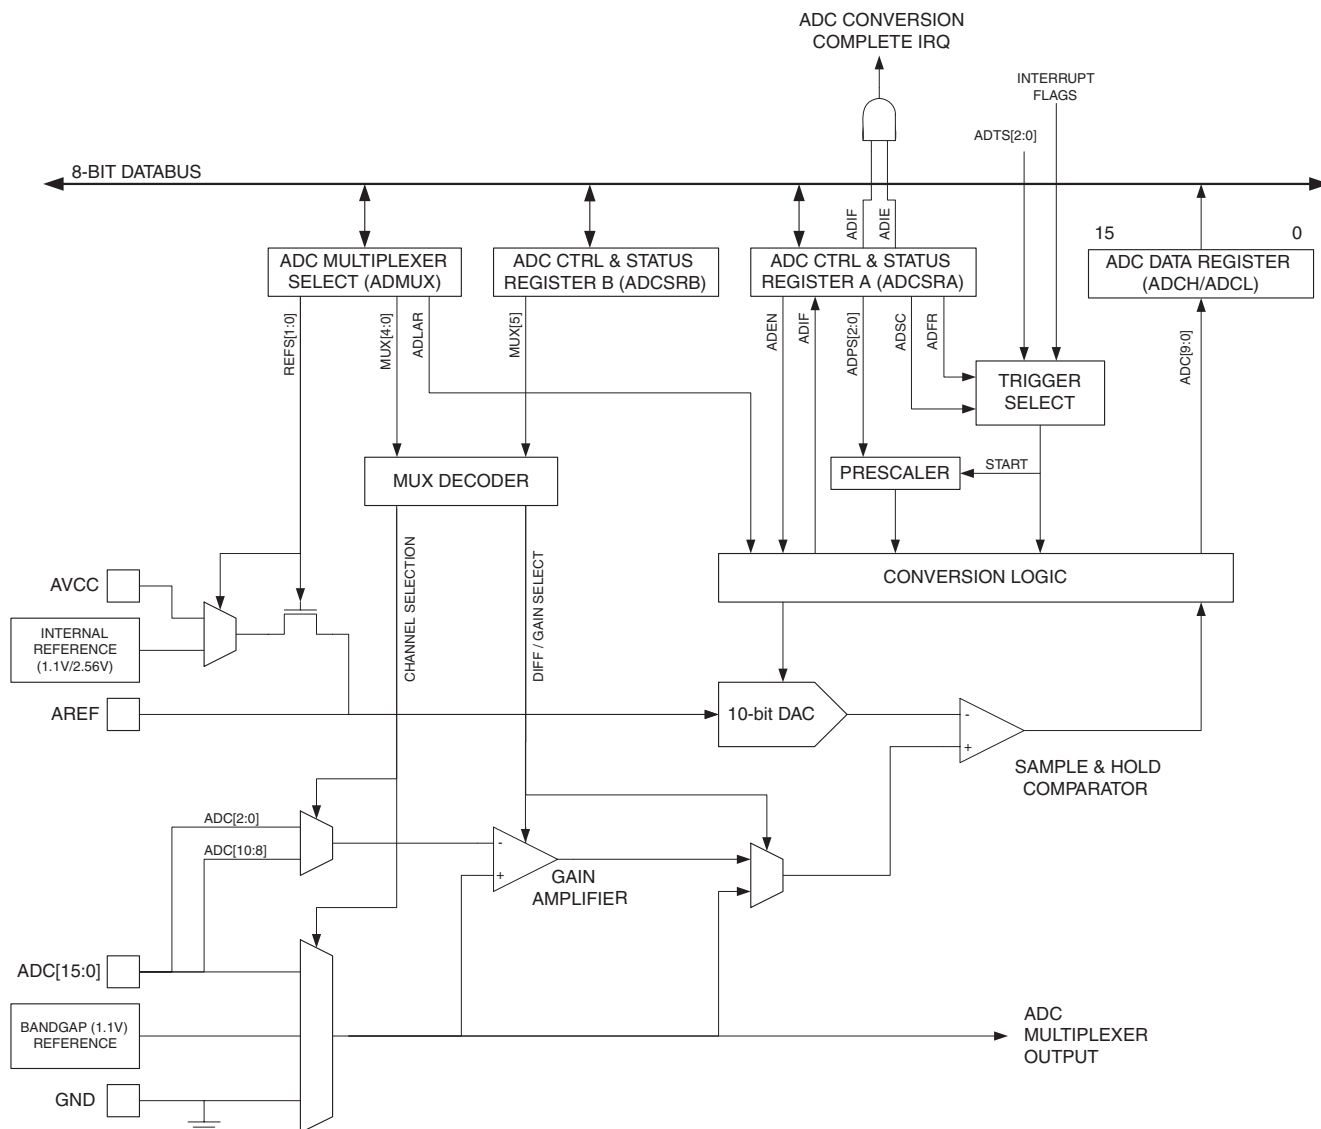 ADC CONVERSION
COMPLETE IRQ
INTERRUPT
FLAGS
ADTS[2:0]
8-BIT DATABUS
ADIF
ADIE
15
0
ADC MULTIPLEXER
SELECT (ADMUX)
ADC CTRL & STATUS
REGISTER B (ADCSRB)
ADC CTRL & STATUS
REGISTER A (ADCSRA)
ADC DATA REGISTER
(ADCH/ADCL)
REFS[1:0]
MUX[4:0]
ADLAR
MUX[5]
ADEN
ADIF
ADPS[2:0]
ADSC
ADFR
ADC[9:0]
TRIGGER
SELECT
MUX DECODER
PRESCALER
START
CHANNEL SELECTION
DIFF / GAIN SELECT
CONVERSION LOGIC
AVCC
INTERNAL
REFERENCE
(1.1V/2.56V)
AREF
10-bit DAC
-
+
SAMPLE & HOLD
COMPARATOR
ADC[2:0]
ADC[10:8]
-
+
GAIN
AMPLIFIER
ADC[15:0]
BANDGAP (1.1V)
REFERENCE
ADC
MULTIPLEXER
OUTPUT
GND